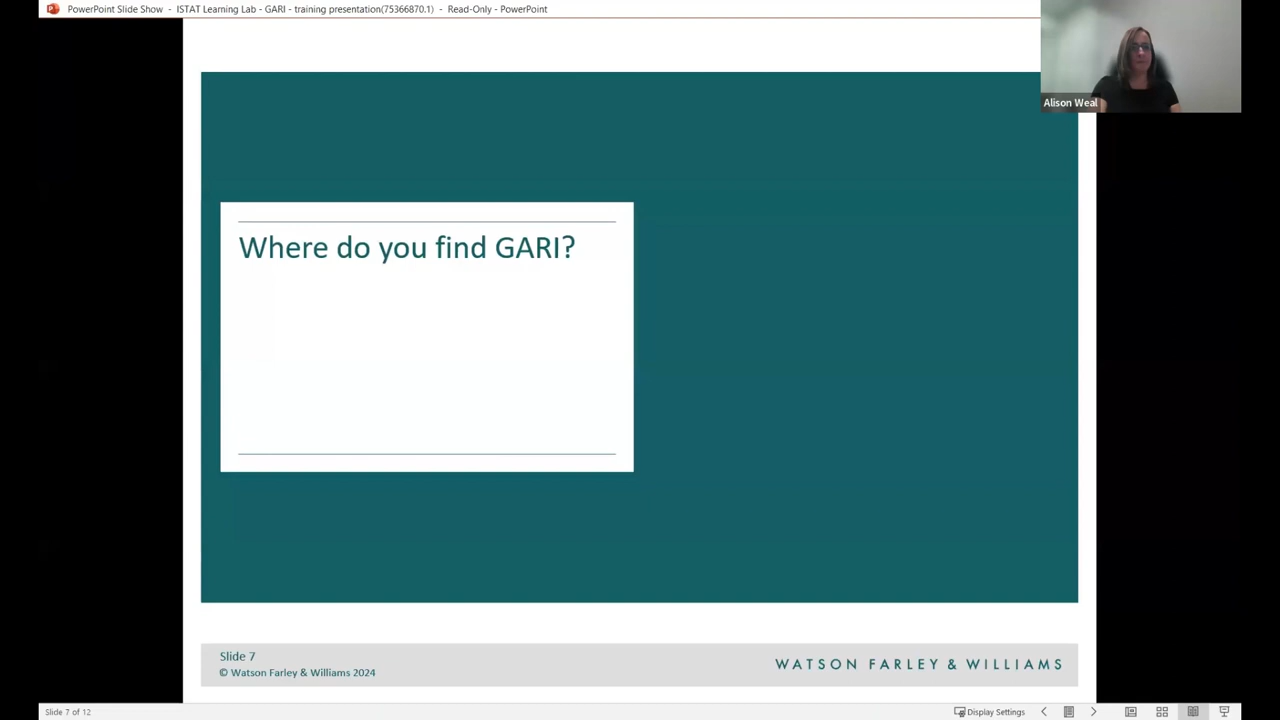 PowerPoint Slide Show - ISTAT Learning Lab - GARI - training presentation(75366870.1) - Read-Only - PowerPoint
Alison Weal
Where do you find GARI?
Slide 7
© Watson Farley & Williams 2024
WATSON FARLEY & WILLIAMS
Slide 7 of 12
Display Settings